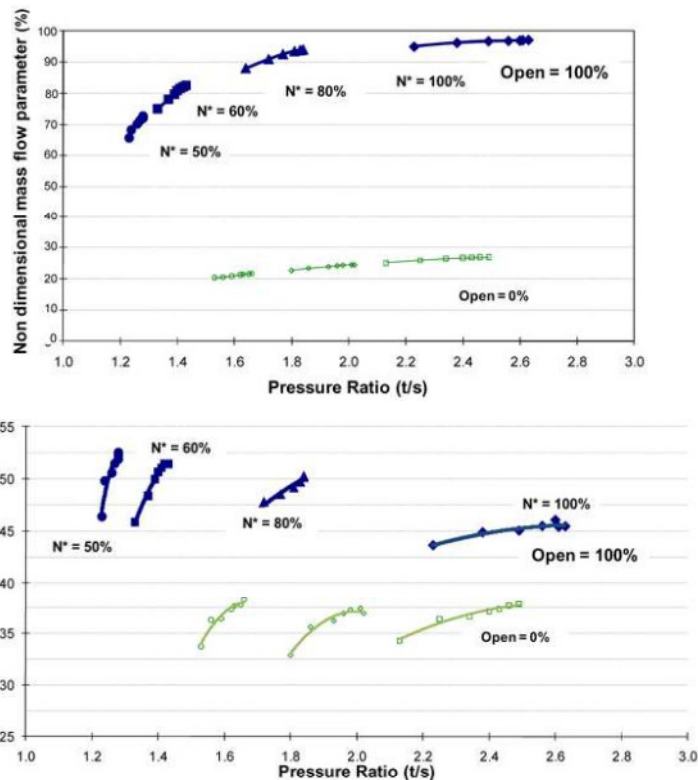 Non dimensional mass flow parameter (%)
100
90
80
70
60
50
40
30
20
10
0
N* = 50%
N* = 60%
N* = 80%
N* = 100%
Open = 100%
Open = 0%
1.0 1.2 1.4 1.6 1.8 2.0 2.2 2.4 2.6 2.8 3.0
Pressure Ratio (t/s)
55
50
45
40
35
30
25
N* = 60%
N* = 50%
N* = 80%
N* = 100%
Open = 100%
Open = 0%
1.0 1.2 1.4 1.6 1.8 2.0 2.2 2.4 2.6 2.8 3.0
Pressure Ratio (t/s)